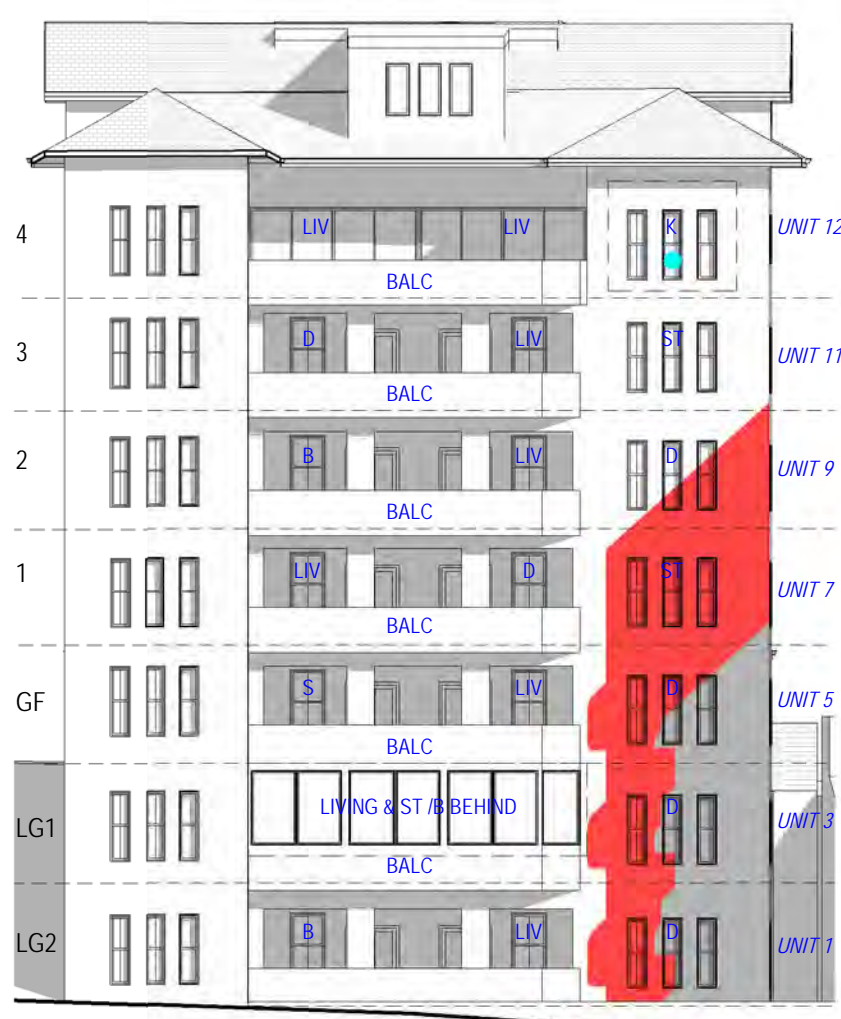 4 LIV LIV K UNIT 12
BALC
3 D LIV ST UNIT 11
BALC
2 B LIV D UNIT 9
BALC
1 LIV D ST UNIT 7
BALC
GF S LIV D UNIT 5
BALC
LG1 LIVING & ST /B BEHIND D UNIT 3
BALC
LG2 B LIV D UNIT 1